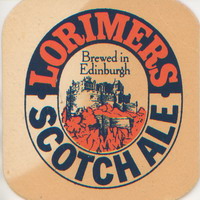 LORIMERS
Brewed in
Edinburgh
SCOTCH ALE